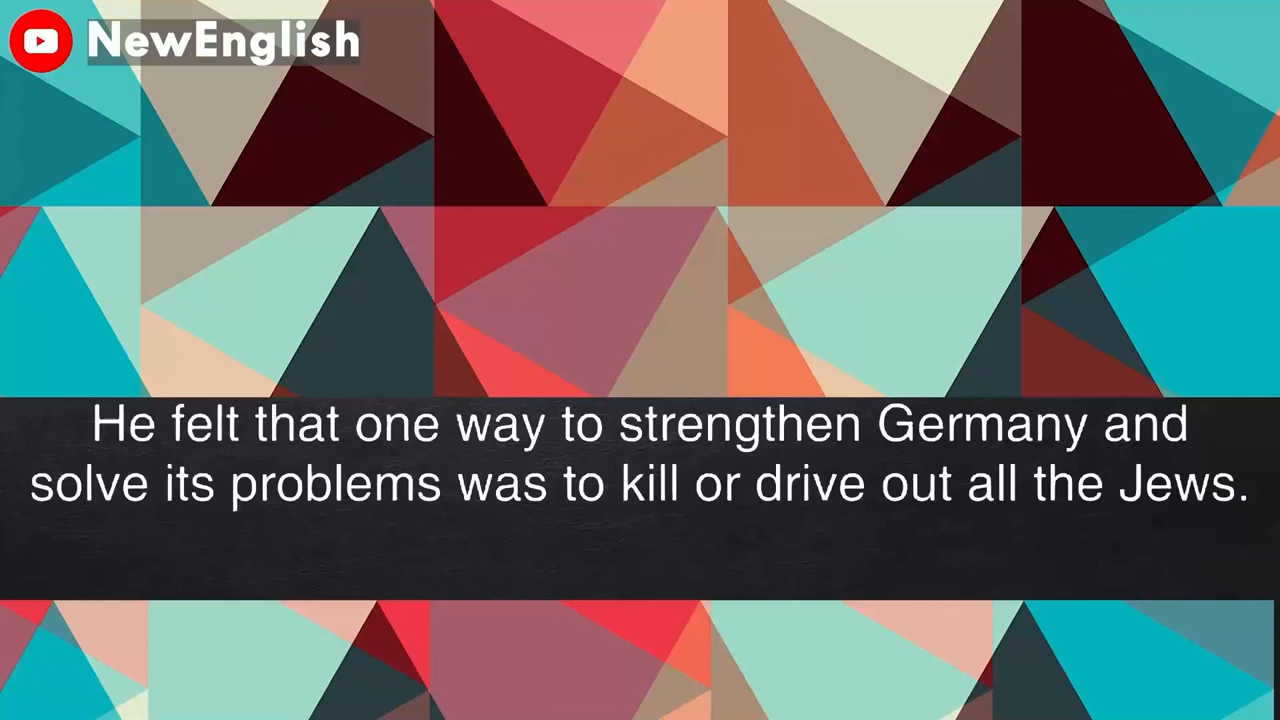 NewEnglish
He felt that one way to strengthen Germany and
solve its problems was to kill or drive out all the Jews.